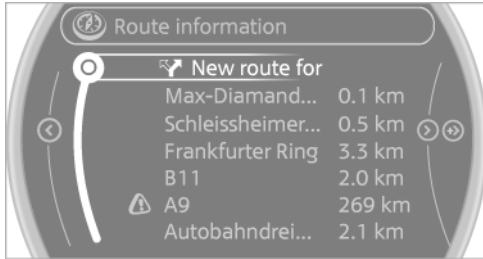 Route information
New route for
Max-Diamand... 0.1 km
Schleissheimer... 0.5 km
Frankfurter Ring 3.3 km
B11 2.0 km
A9 269 km
Autobahndrei... 2.1 km